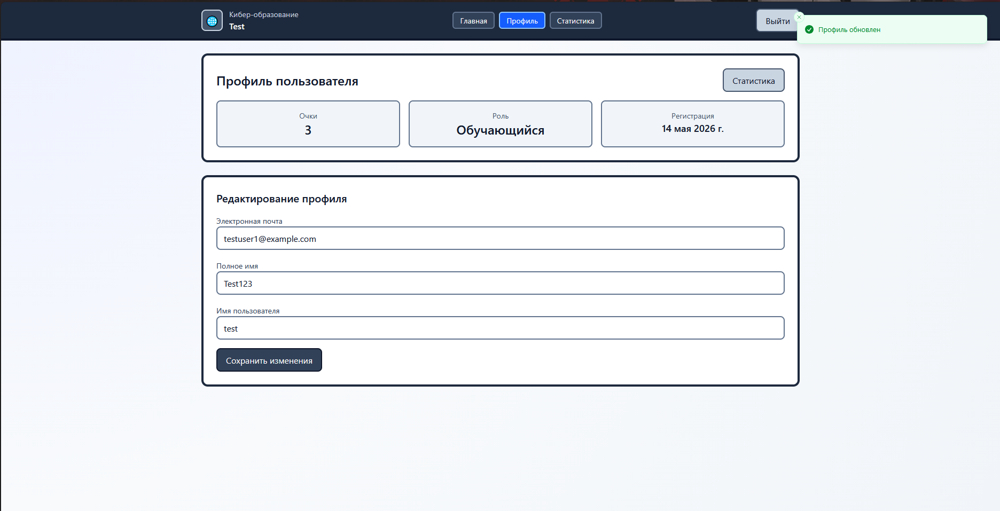 Кибер-образование
Test
Главная
Профиль
Статистика
Выйти
Профиль обновлен
Профиль пользователя
Статистика
Очки
3
Роль
Обучающийся
Регистрация
14 мая 2026 г.
Редактирование профиля
Электронная почта
testuser1@example.com
Полное имя
Test123
Имя пользователя
test
Сохранить изменения